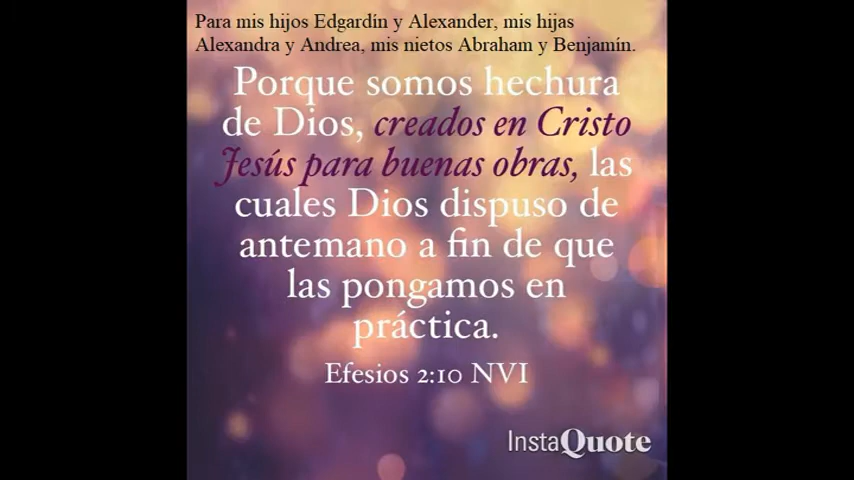 Para mis hijos Edgardín y Alexander, mis hijas
Alexandra y Andrea, mis nietos Abraham y Benjamín.
Porque somos hechura
de Dios, creados en Cristo
Jesús para buenas obras, las
cuales Dios dispuso de
antemano a fin de que
las pongamos en
práctica.
Efesios 2:10 NVI
InstaQuote